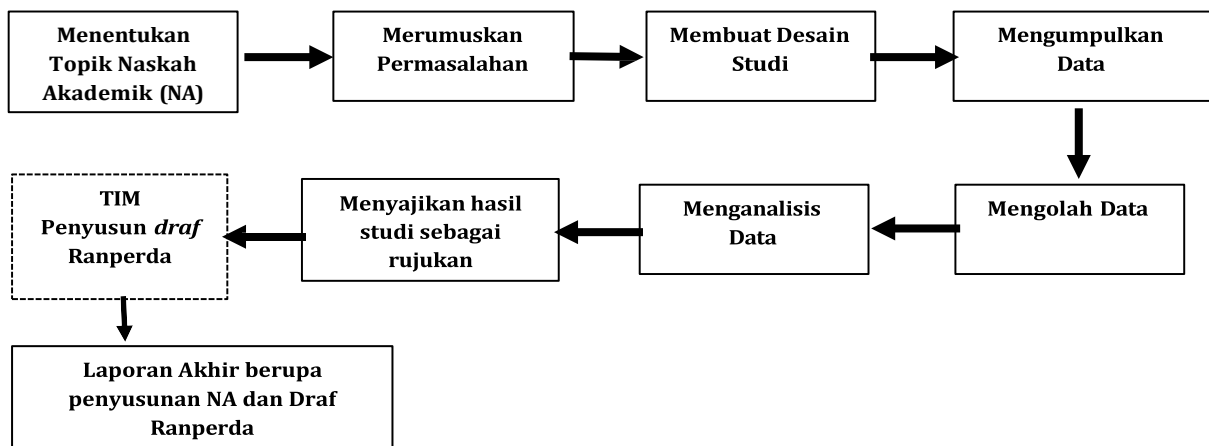 Menentukan
Topik Naskah
Akademik (NA)
Merumuskan
Permasalahan
Membuat Desain
Studi
Mengumpulkan
Data
Mengolah Data
Menganalisis
Data
Menyajikan hasil
studi sebagai
rujukan
TIM
Penyusun draf
Ranperda
Laporan Akhir berupa
penyusunan NA dan Draf
Ranperda